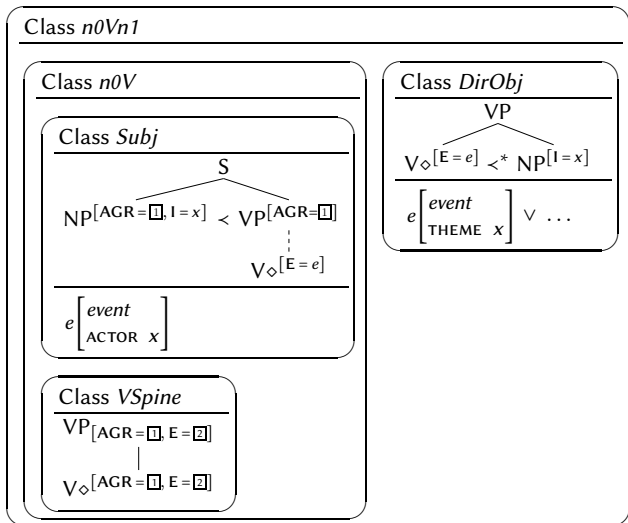 Class n0Vn1
Class n0V
Class Subj
S
NP[AGR=1, I=x] ≺ VP[AGR=1]
V⋄[E=e]
e[event
ACTOR x]
Class VSpine
VP[AGR=1, E=2]
V⋄[AGR=1, E=2]
Class DirObj
VP
V⋄[E=e] ≺* NP[I=x]
e[event
THEME x] ∨ ...